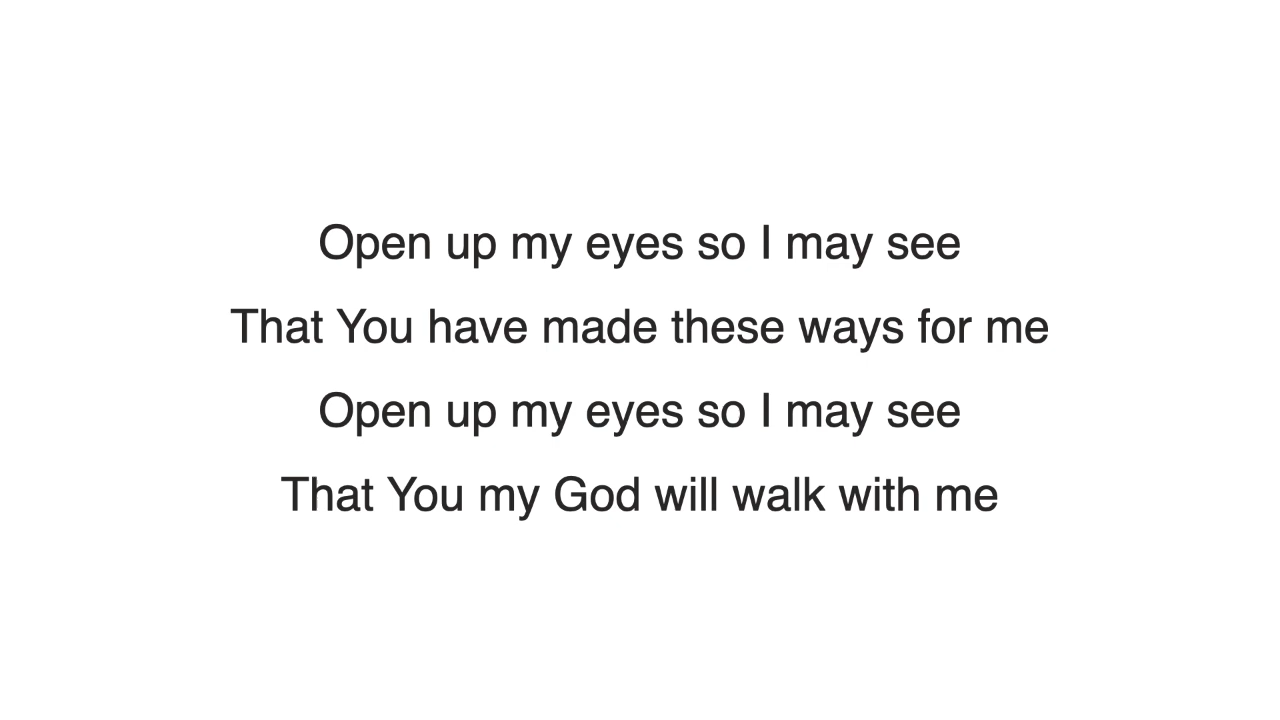 Open up my eyes so I may see
That You have made these ways for me
Open up my eyes so I may see
That You my God will walk with me